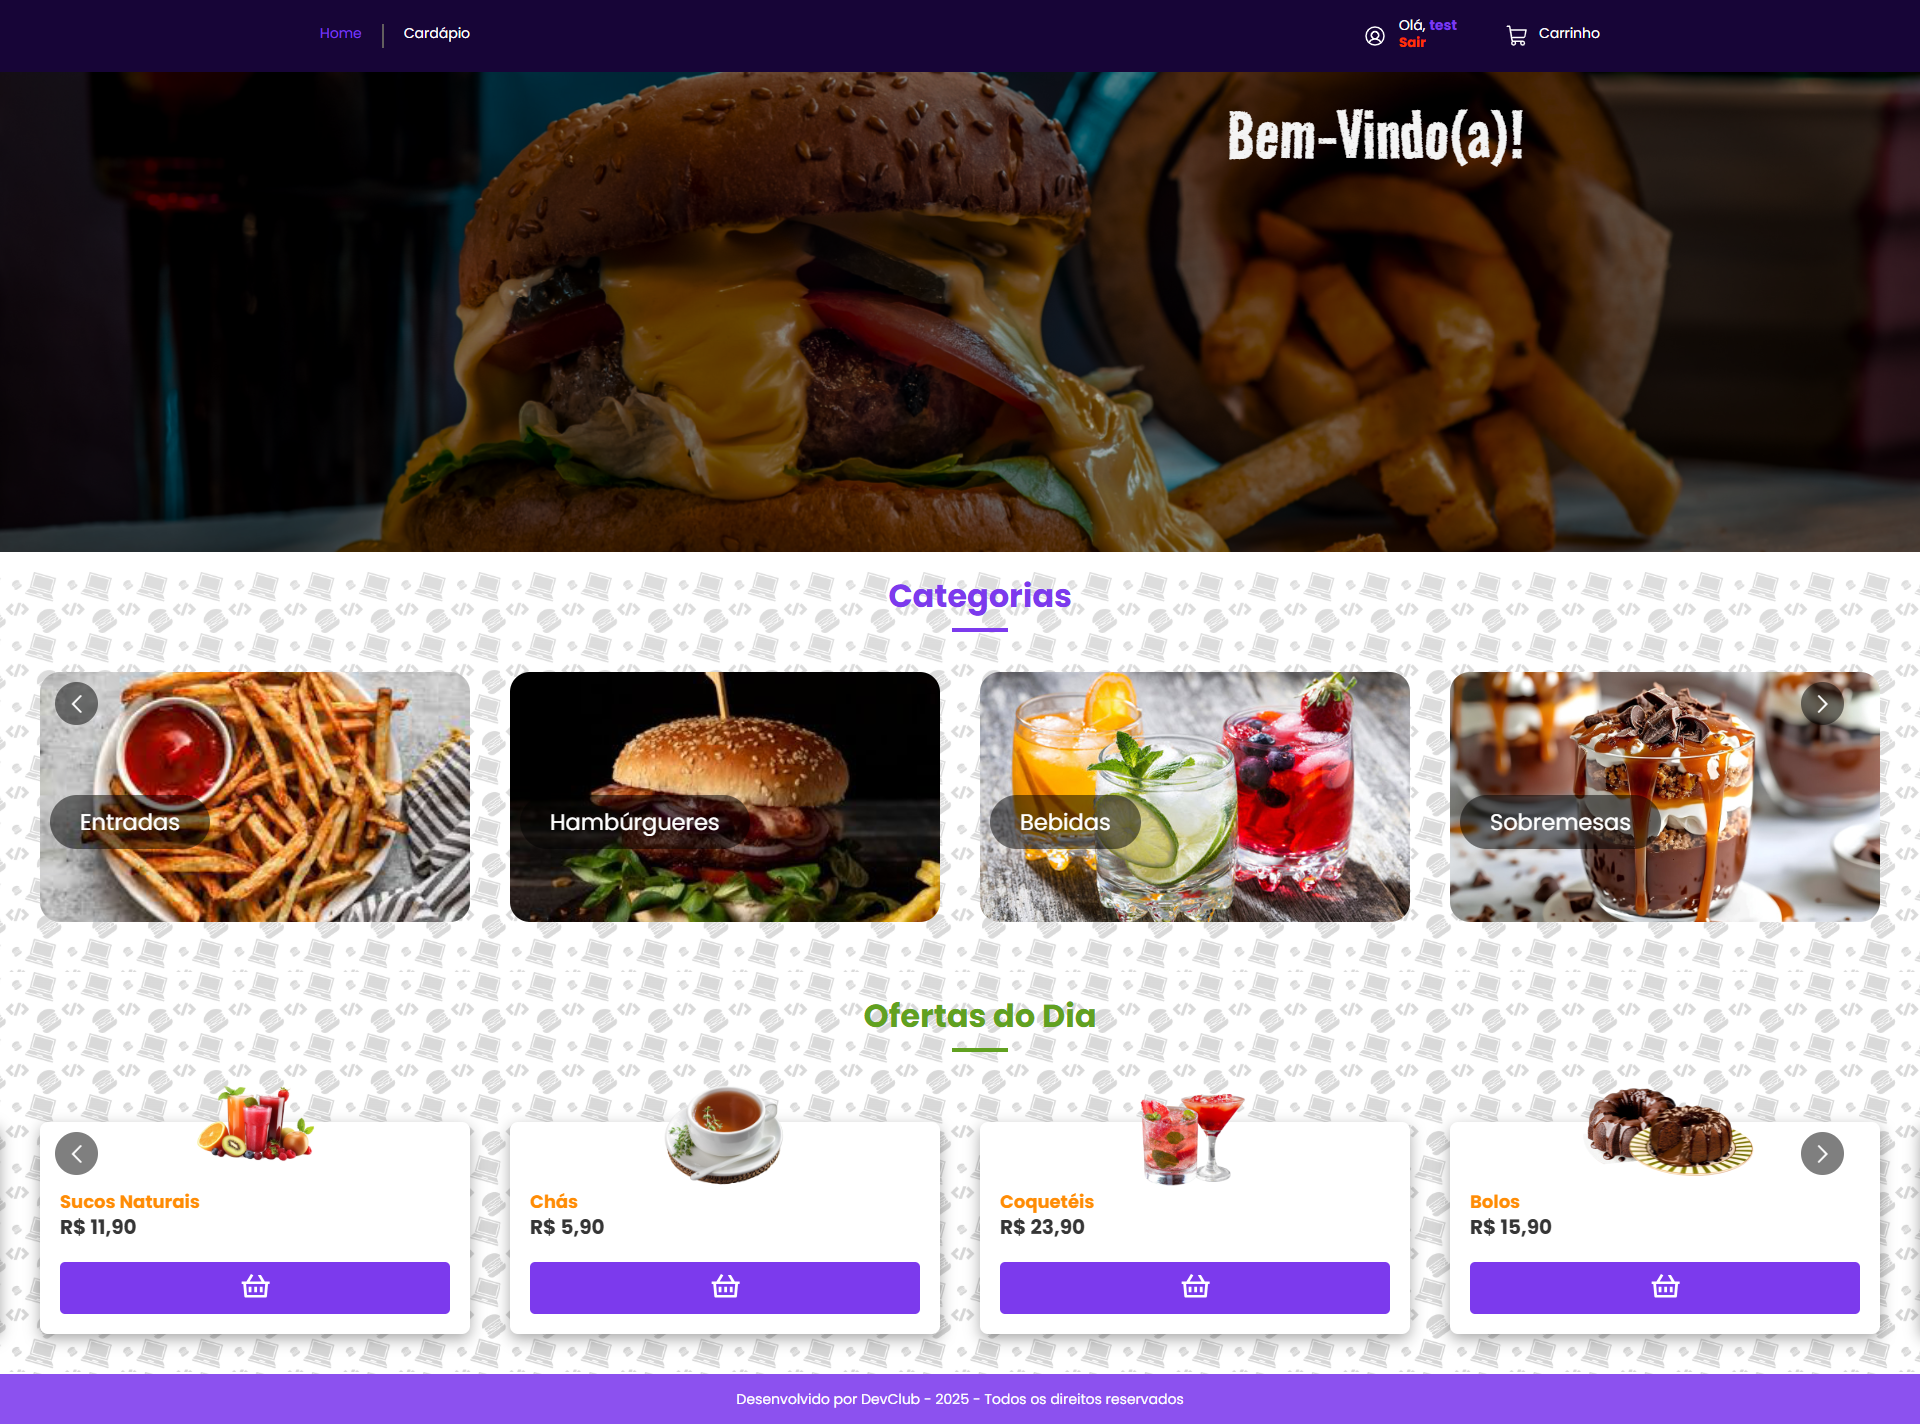 Home
Cardápio
Olá, test
Sair
Carrinho
Bem-Vindo(a)!
Categorias
Entradas
Hambúrgueres
Bebidas
Sobremesas
Ofertas do Dia
Sucos Naturais
R$ 11,90
Chás
R$ 5,90
Coquetéis
R$ 23,90
Bolos
R$ 15,90
Desenvolvido por DevClub - 2025 - Todos os direitos reservados